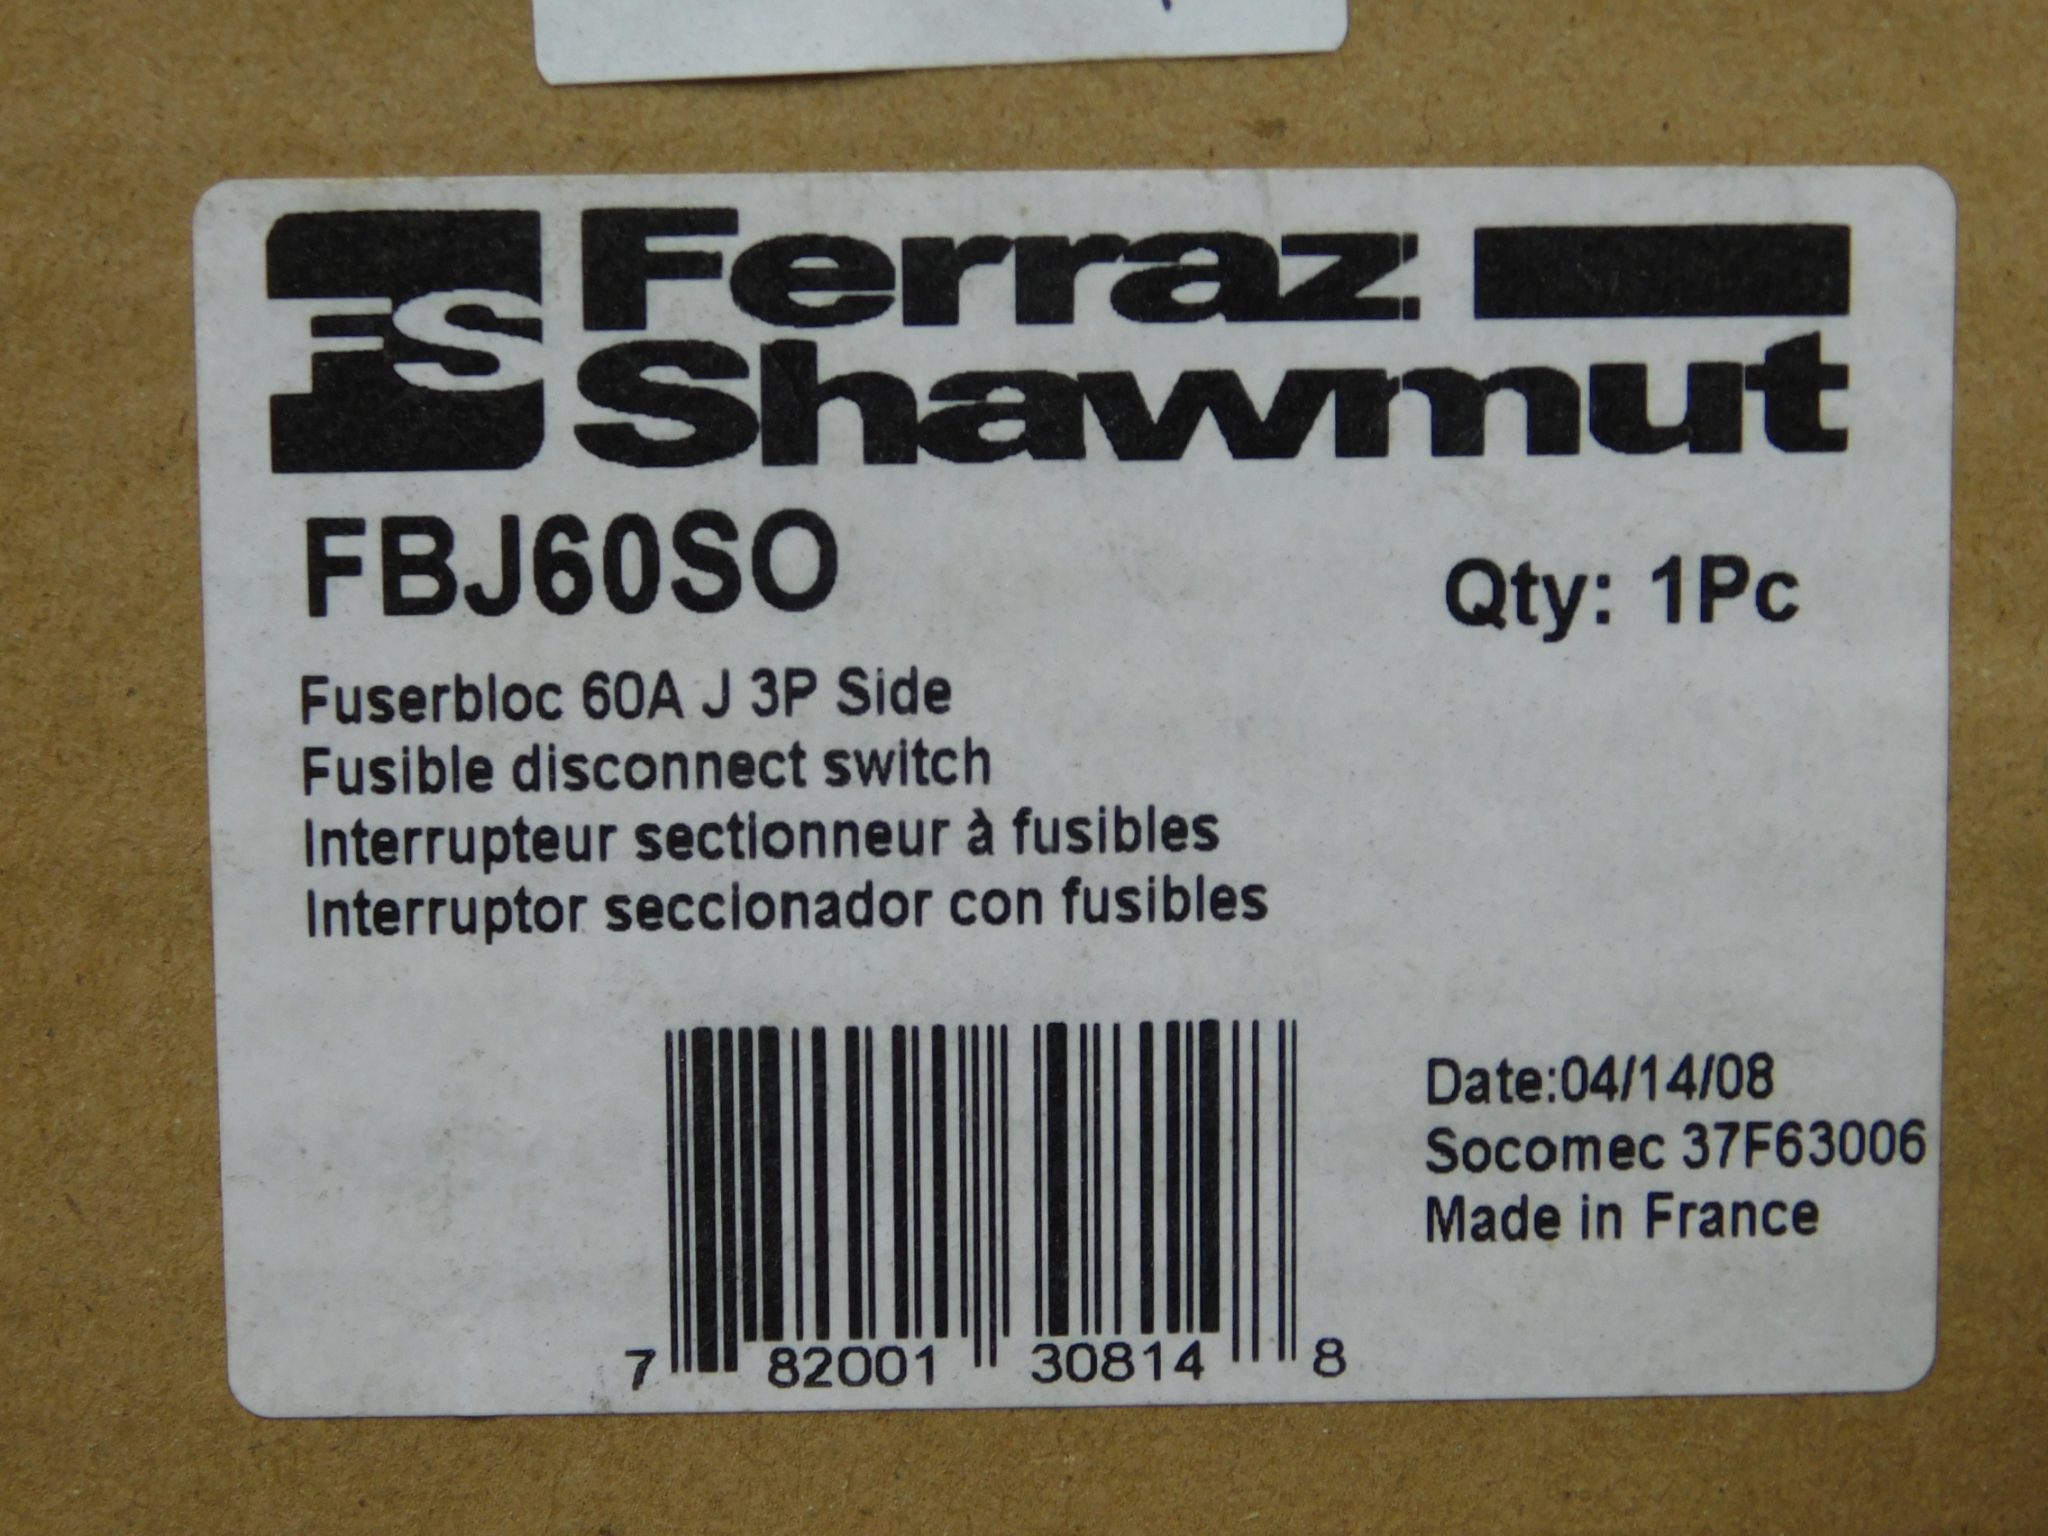 FS Ferraz
Shawmut
FBJ60SO
Qty: 1Pc
Fuserbloc 60A J 3P Side
Fusible disconnect switch
Interrupteur sectionneur à fusibles
Interruptor seccionador con fusibles
7 82001 30814 8
Date:04/14/08
Socomec 37F63006
Made in France